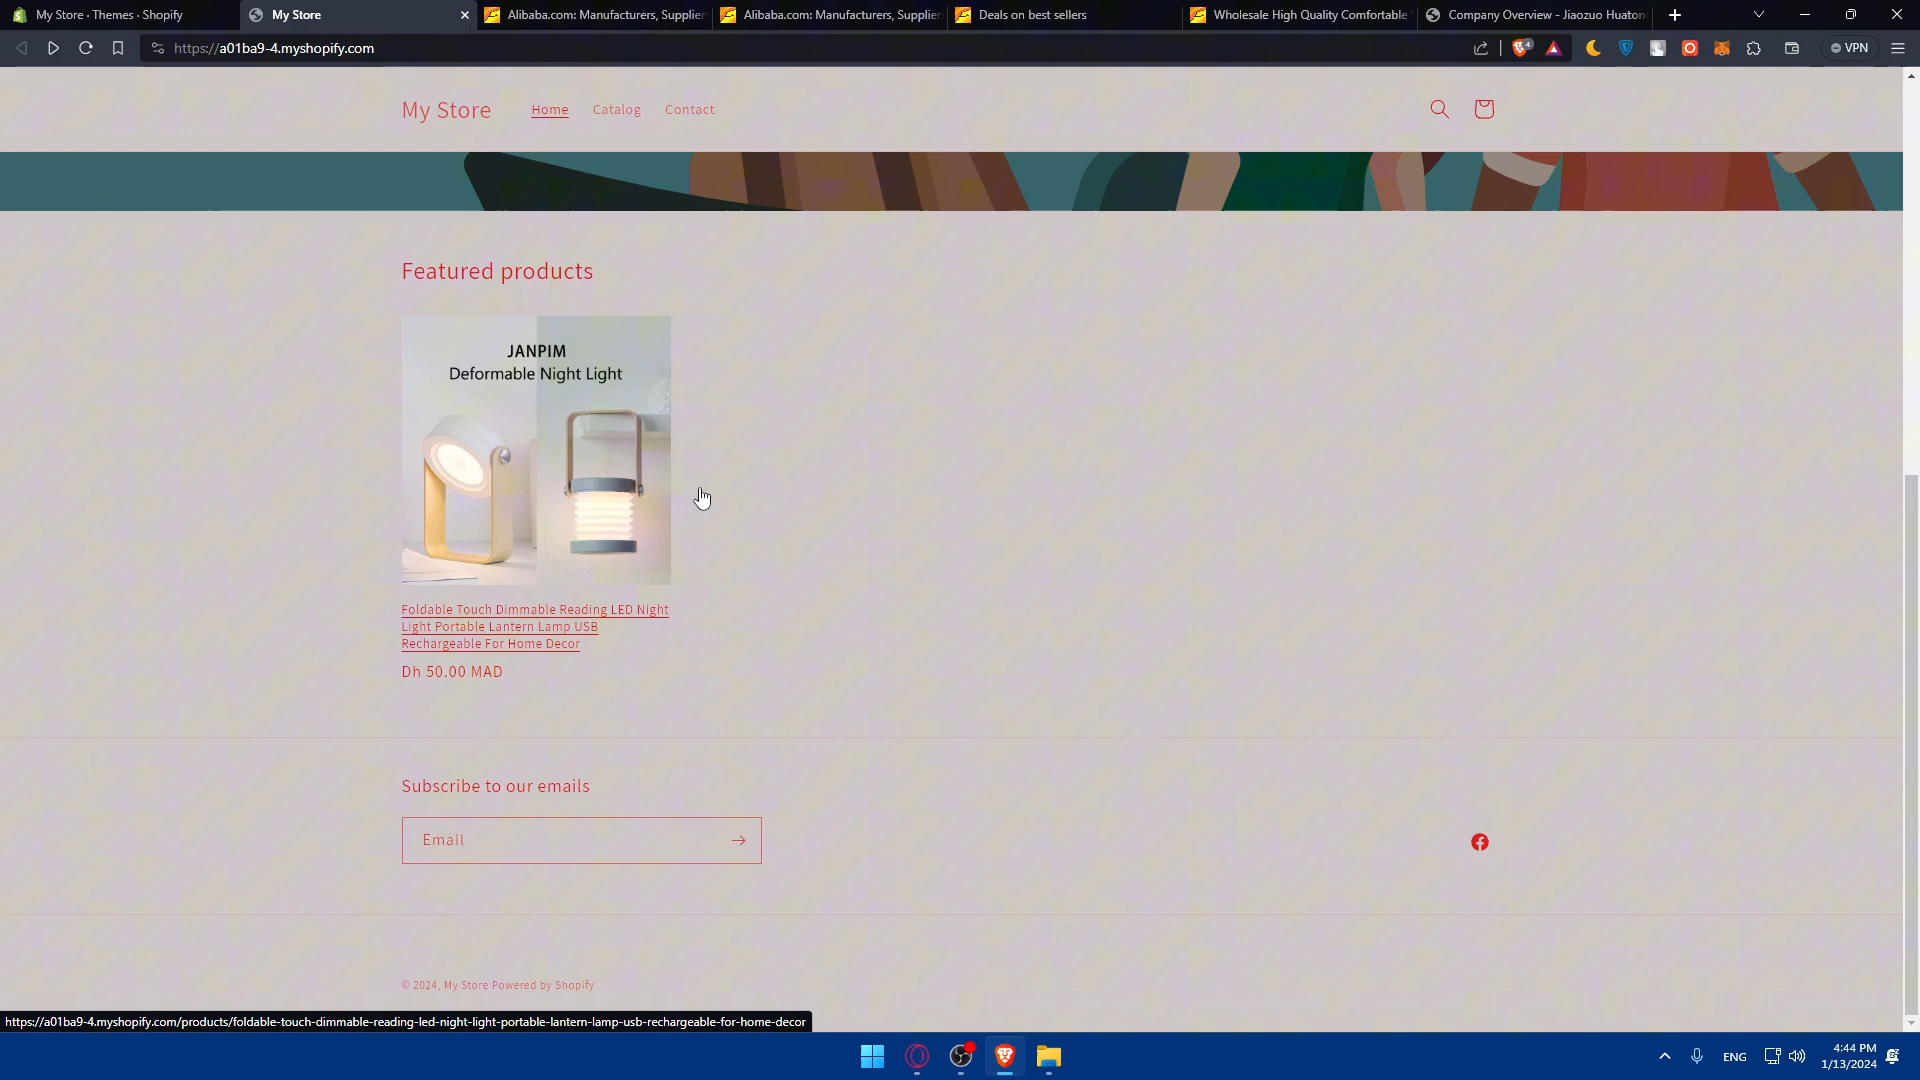 My Store · Themes · Shopify
My Store
Alibaba.com: Manufacturers, Supplier
Alibaba.com: Manufacturers, Supplier
Deals on best sellers
Wholesale High Quality Comfortable
Company Overview - Jiaozuo Huaton
https://a01ba9-4.myshopify.com
4
VPN
My Store
Home
Catalog
Contact
Featured products
JANPIM
Deformable Night Light
Foldable Touch Dimmable Reading LED Night
Light Portable Lantern Lamp USB
Rechargeable For Home Decor
Dh 50.00 MAD
Subscribe to our emails
Email
© 2024, My Store Powered by Shopify
https://a01ba9-4.myshopify.com/products/foldable-touch-dimmable-reading-led-night-light-portable-lantern-lamp-usb-rechargeable-for-home-decor
ENG
4:44 PM
1/13/2024